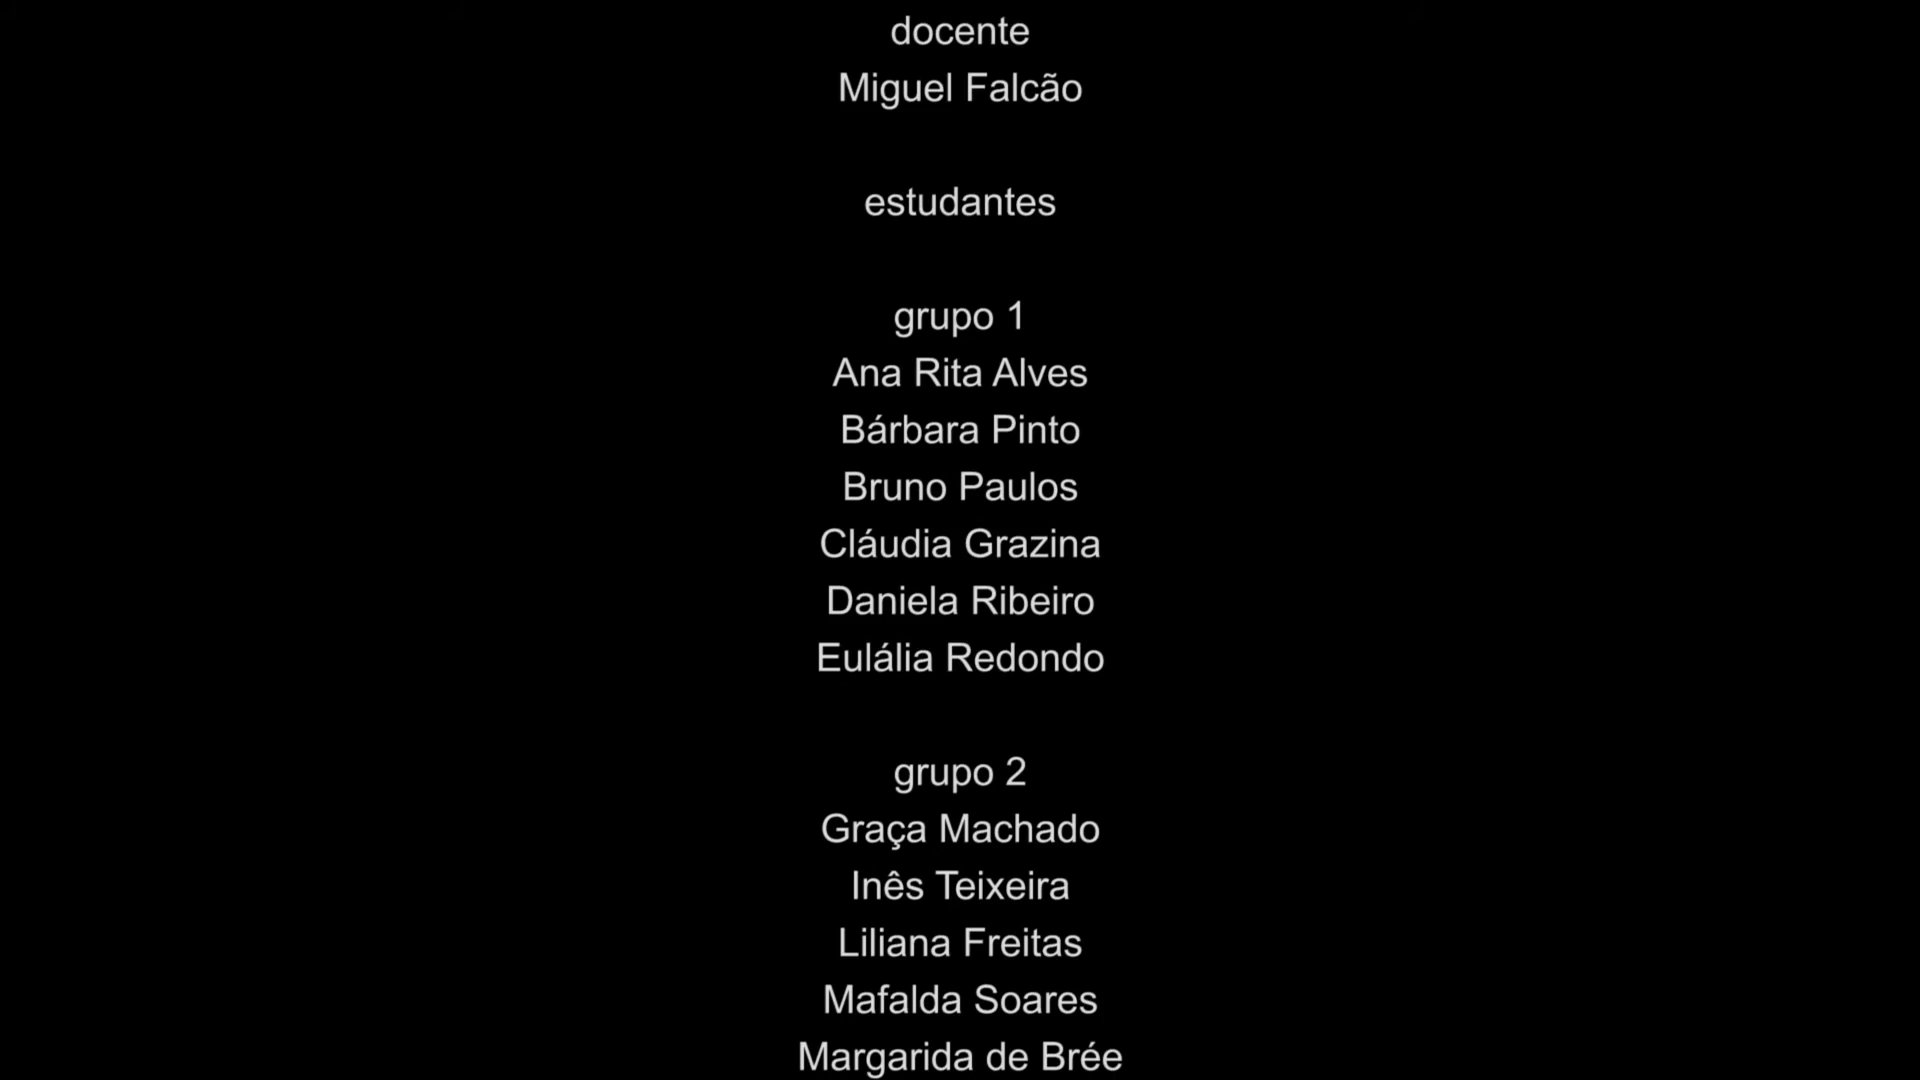 docente
Miguel Falcão
estudantes
grupo 1
Ana Rita Alves
Bárbara Pinto
Bruno Paulos
Cláudia Grazina
Daniela Ribeiro
Eulália Redondo
grupo 2
Graça Machado
Inês Teixeira
Liliana Freitas
Mafalda Soares
Margarida de Brée